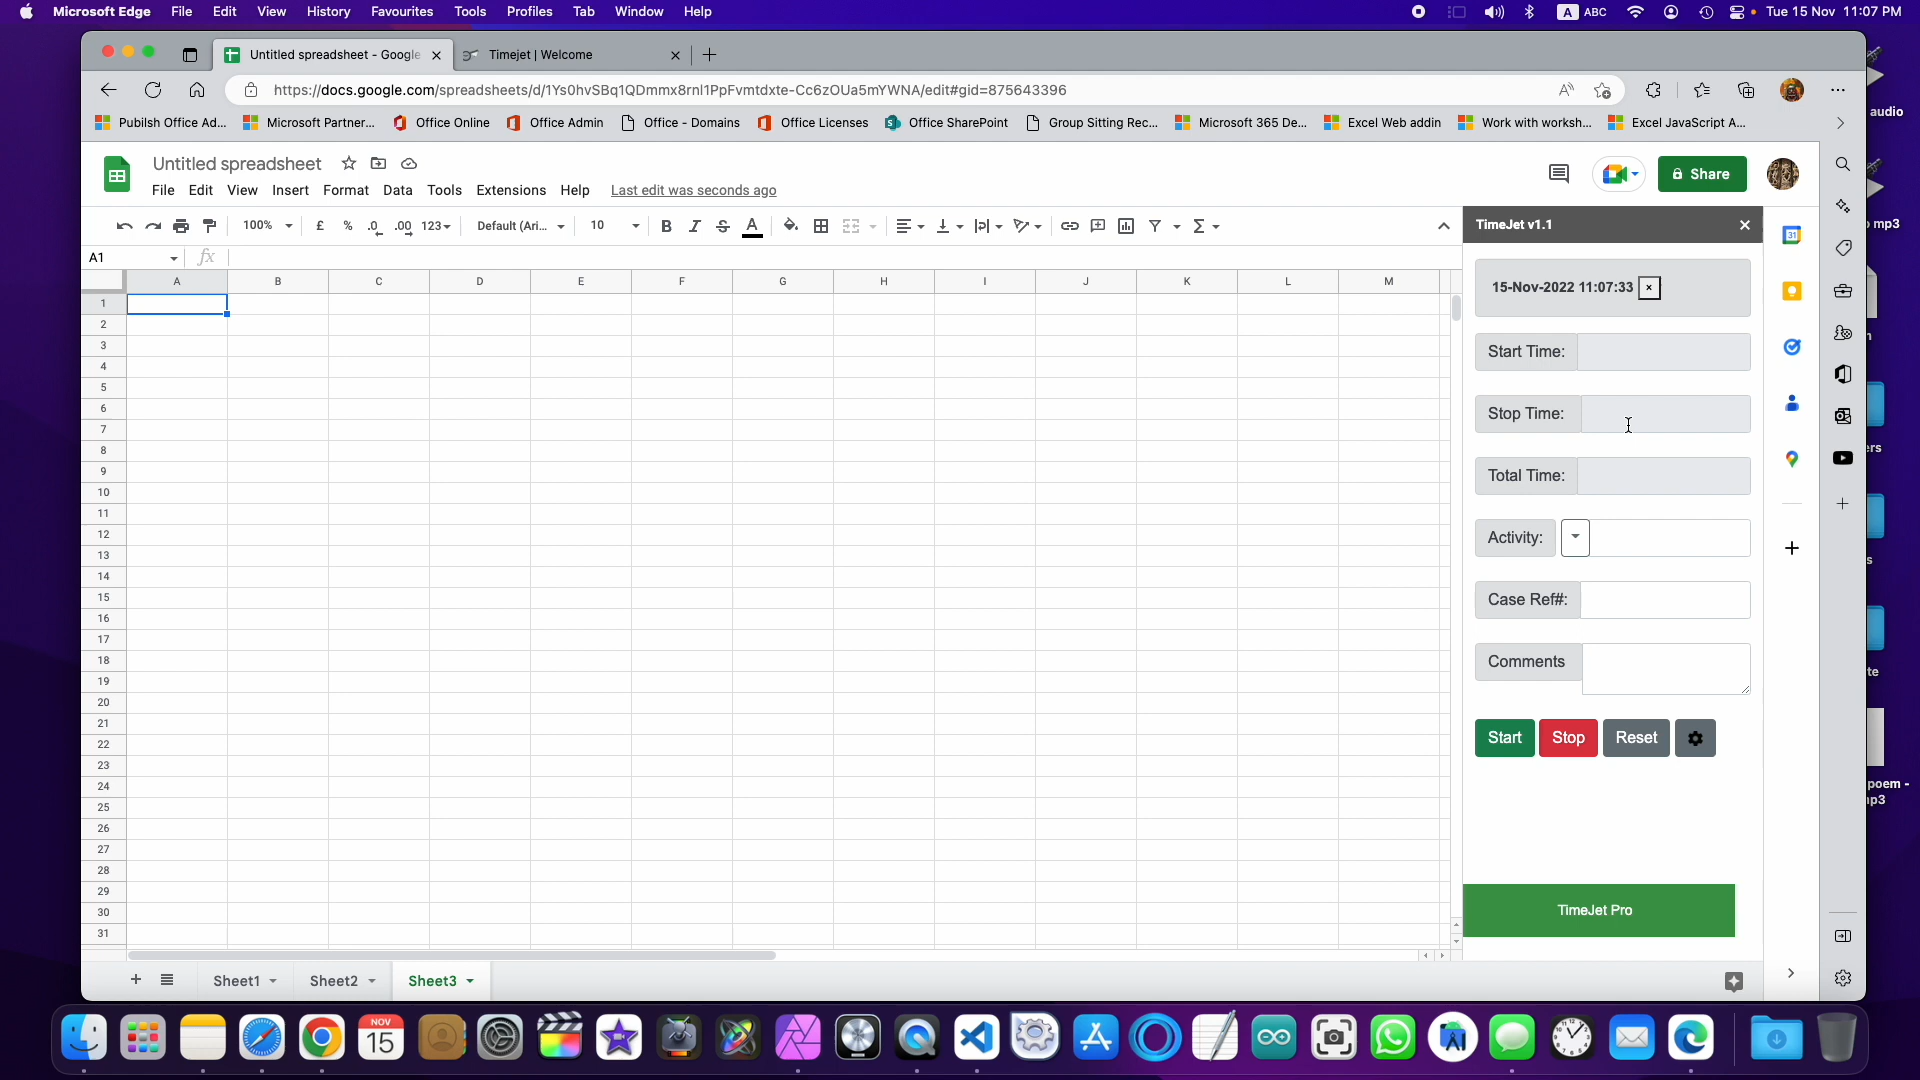 Microsoft Edge File Edit View History Favourites Tools Profiles Tab Window Help A ABC Tue 15 Nov 11:07 PM
Untitled spreadsheet - Google Timejet | Welcome
https://docs.google.com/spreadsheets/d/1Ys0hvSBq1QDmmx8rnl1PpFvmtdxte-Cc6zOUa5mYWNA/edit#gid=875643396
audio
Pubilsh Office Ad... Microsoft Partner... Office Online Office Admin Office - Domains Office Licenses Office SharePoint Group Sitting Rec... Microsoft 365 De... Excel Web addin Work with worksh... Excel JavaScript A...
Untitled spreadsheet
Share
File Edit View Insert Format Data Tools Extensions Help Last edit was seconds ago
100% £ % .0 .00 123 Default (Ari... 10 B I S A
TimeJet v1.1
mp3
A1 fx
A B C D E F G H I J K L M
15-Nov-2022 11:07:33 ×
1
2
3
Start Time:
4
5
6
Stop Time:
7
8
ers
9
Total Time:
10
11
12
Activity:
13
s
14
15
Case Ref#:
16
17
18
Comments
te
19
20
21
22
Start Stop Reset
23
24
poem -
25
26
27
28
29
30
TimeJet Pro
31
Sheet1 Sheet2 Sheet3
NOV
15